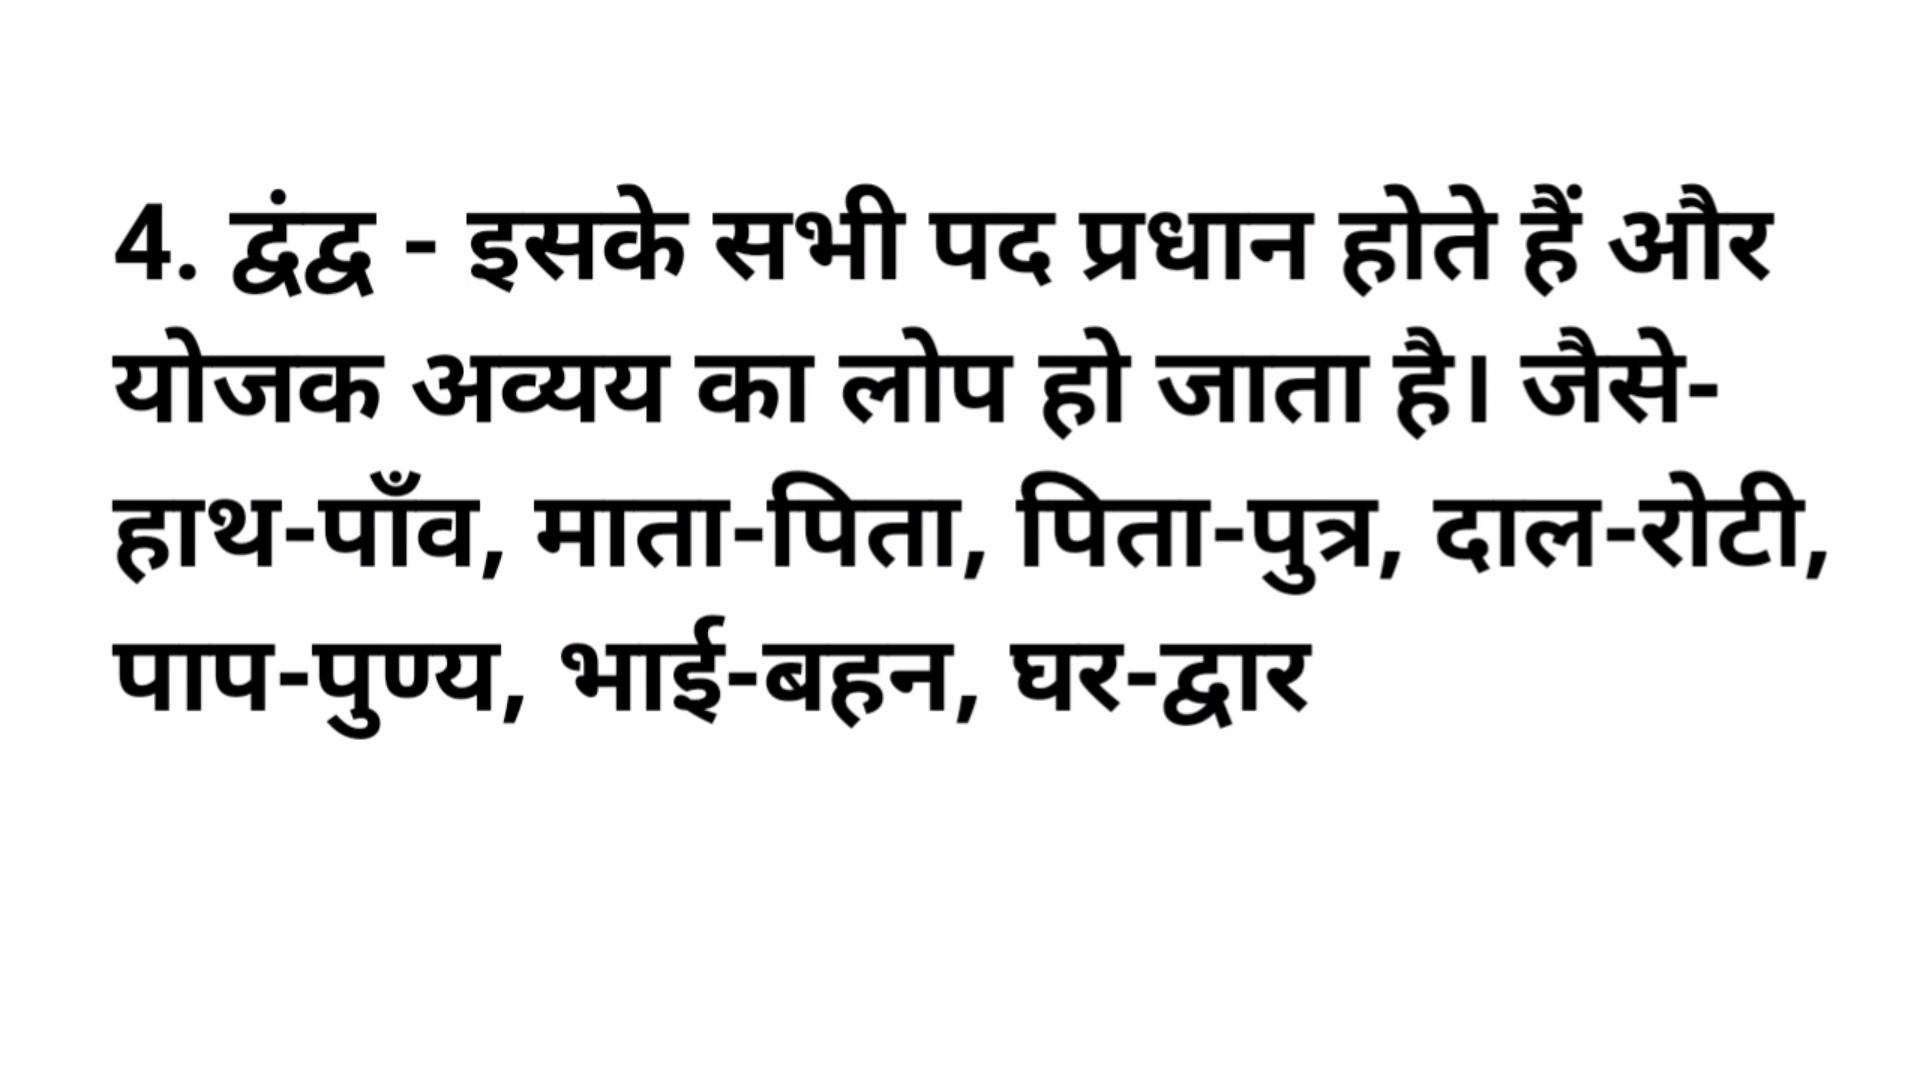 4. द्वंद्व - इसके सभी पद प्रधान होते हैं और
योजक अव्यय का लोप हो जाता है। जैसे-
हाथ-पाँव, माता-पिता, पिता-पुत्र, दाल-रोटी,
पाप-पुण्य, भाई-बहन, घर-द्वार